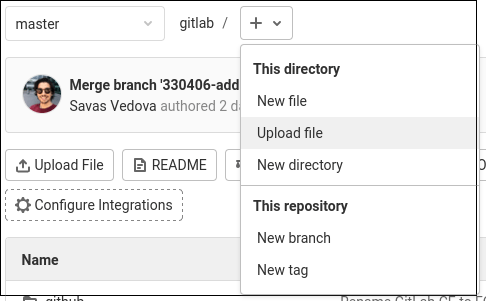 master
gitlab / +
Merge branch '330406-add
Savas Vedova authored 2 da
This directory
New file
Upload file
New directory
This repository
New branch
New tag
Upload File
README
Configure Integrations
Name
github